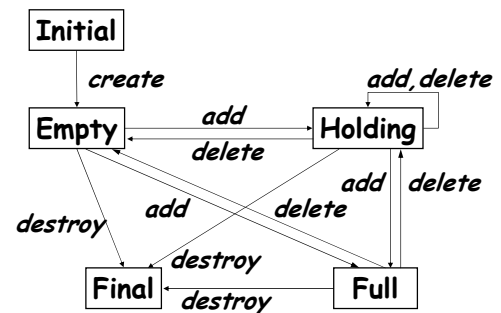 Initial
create
add, delete
Empty
add
Holding
delete
add
delete
add
delete
destroy
destroy
Final
destroy
Full